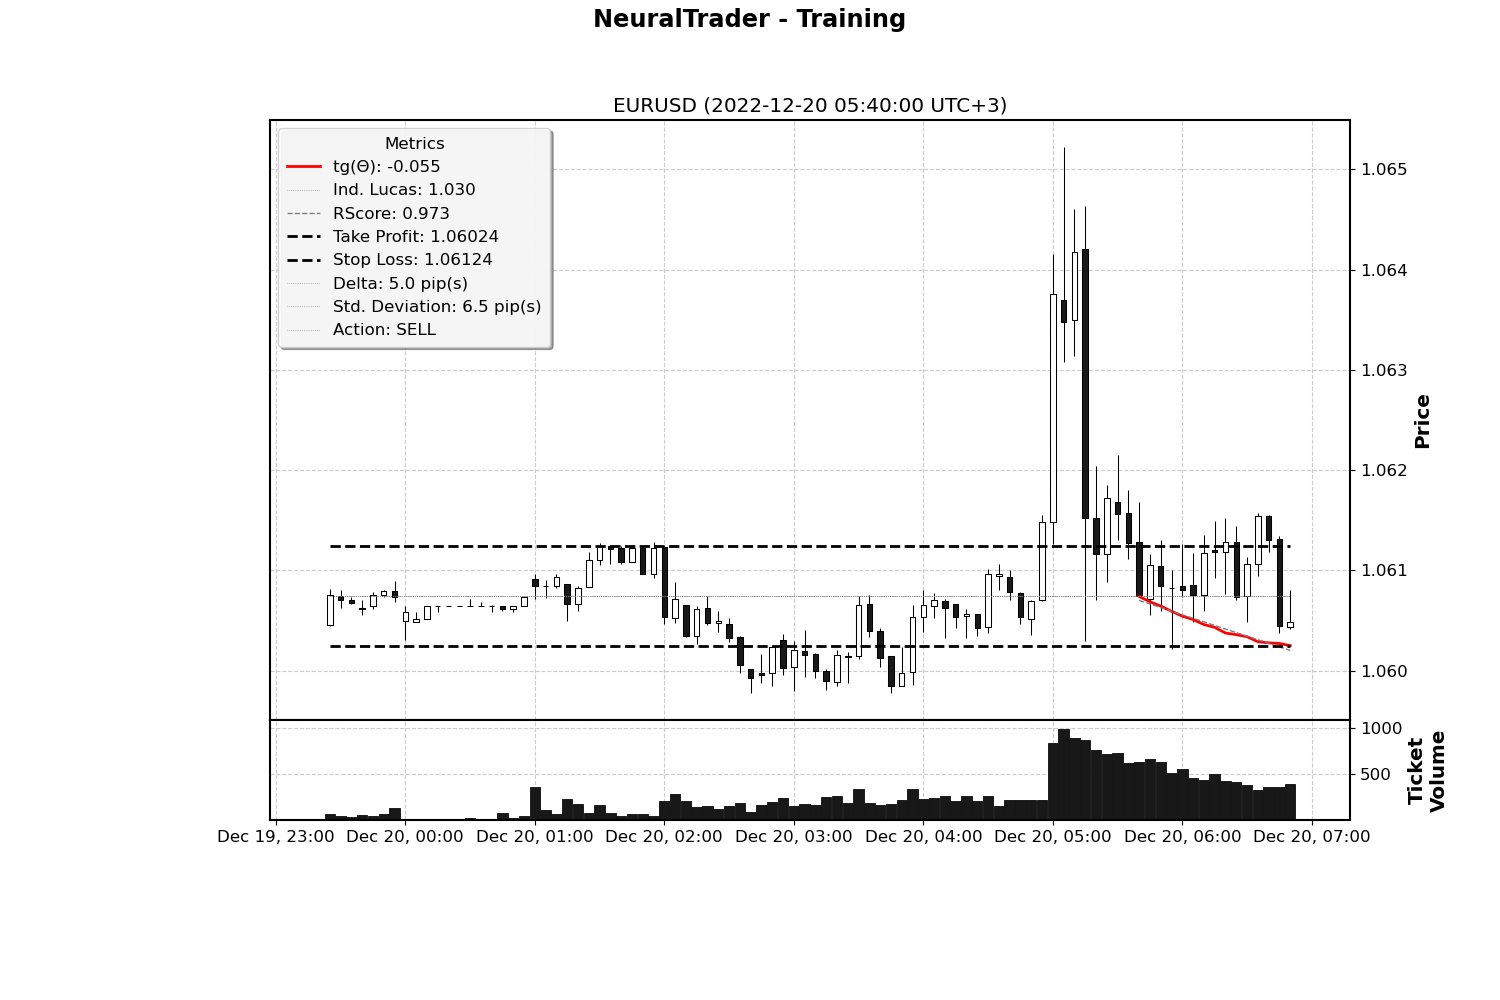 NeuralTrader - Training
EURUSD (2022-12-20 05:40:00 UTC+3)
Metrics
tg(Θ): -0.055
Ind. Lucas: 1.030
RScore: 0.973
Take Profit: 1.06024
Stop Loss: 1.06124
Delta: 5.0 pip(s)
Std. Deviation: 6.5 pip(s)
Action: SELL
1.065
1.064
1.063
1.062
1.061
1.060
Price
1000
500
Ticket
Volume
Dec 19, 23:00
Dec 20, 00:00
Dec 20, 01:00
Dec 20, 02:00
Dec 20, 03:00
Dec 20, 04:00
Dec 20, 05:00
Dec 20, 06:00
Dec 20, 07:00